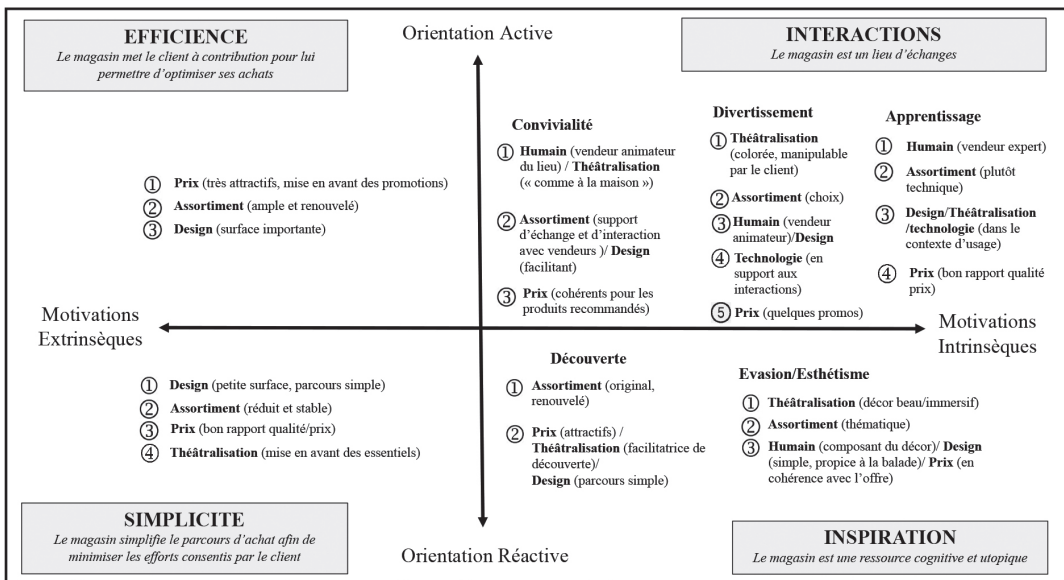 EFFICIENCE
Le magasin met le client à contribution pour lui
permettre d'optimiser ses achats
Orientation Active
INTERACTIONS
Le magasin est un lieu d'échanges
① Prix (très attractifs, mise en avant des promotions)
② Assortiment (ample et renouvelé)
③ Design (surface importante)
Convivialité
① Humain (vendeur animateur
du lieu) / Théâtralisation
(« comme à la maison »)
② Assortiment (support
d'échange et d'interaction
avec vendeurs )/ Design
(facilitant)
③ Prix (cohérents pour les
produits recommandés)
Divertissement
① Théâtralisation
(colorée, manipulable
par le client)
② Assortiment (choix)
③ Humain (vendeur
animateur)/Design
④ Technologie (en
support aux
interactions)
⑤ Prix (quelques promos)
Apprentissage
① Humain (vendeur expert)
② Assortiment (plutôt
technique)
③ Design/Théâtralisation
/technologie (dans le
contexte d'usage)
④ Prix (bon rapport qualité
prix)
Motivations
Extrinsèques
Motivations
Intrinsèques
① Design (petite surface, parcours simple)
② Assortiment (réduit et stable)
③ Prix (bon rapport qualité/prix)
④ Théâtralisation (mise en avant des essentiels)
Découverte
① Assortiment (original,
renouvelé)
② Prix (attractifs) /
Théâtralisation (facilitatrice de
découverte)/
Design (parcours simple)
Evasion/Esthétisme
① Théâtralisation (décor beau/immersif)
② Assortiment (thématique)
③ Humain (composant du décor)/ Design
(simple, propice à la balade)/ Prix (en
cohérence avec l'offre)
SIMPLICITE
Le magasin simplifie le parcours d'achat afin de
minimiser les efforts consentis par le client
Orientation Réactive
INSPIRATION
Le magasin est une ressource cognitive et utopique